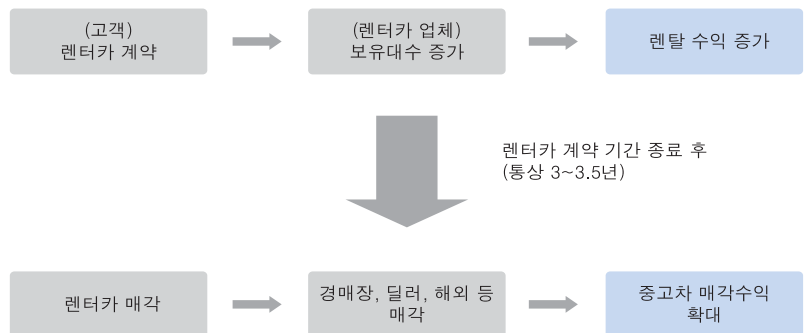 (고객)
렌터카 계약
(렌터카 업체)
보유대수 증가
렌탈 수익 증가
렌터카 계약 기간 종료 후
(통상 3~3.5년)
렌터카 매각
경매장, 딜러, 해외 등
매각
중고차 매각수익
확대